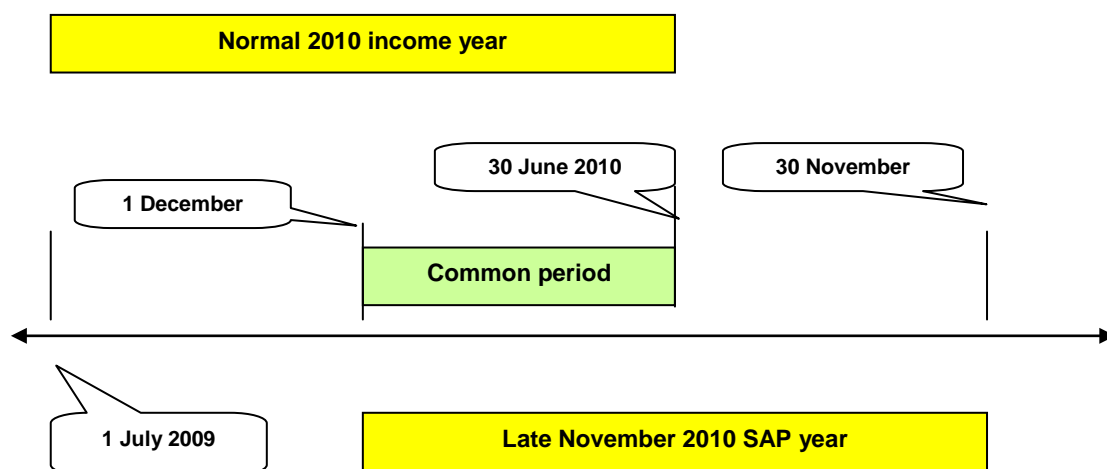 Normal 2010 income year
30 June 2010
30 November
1 December
Common period
1 July 2009
Late November 2010 SAP year